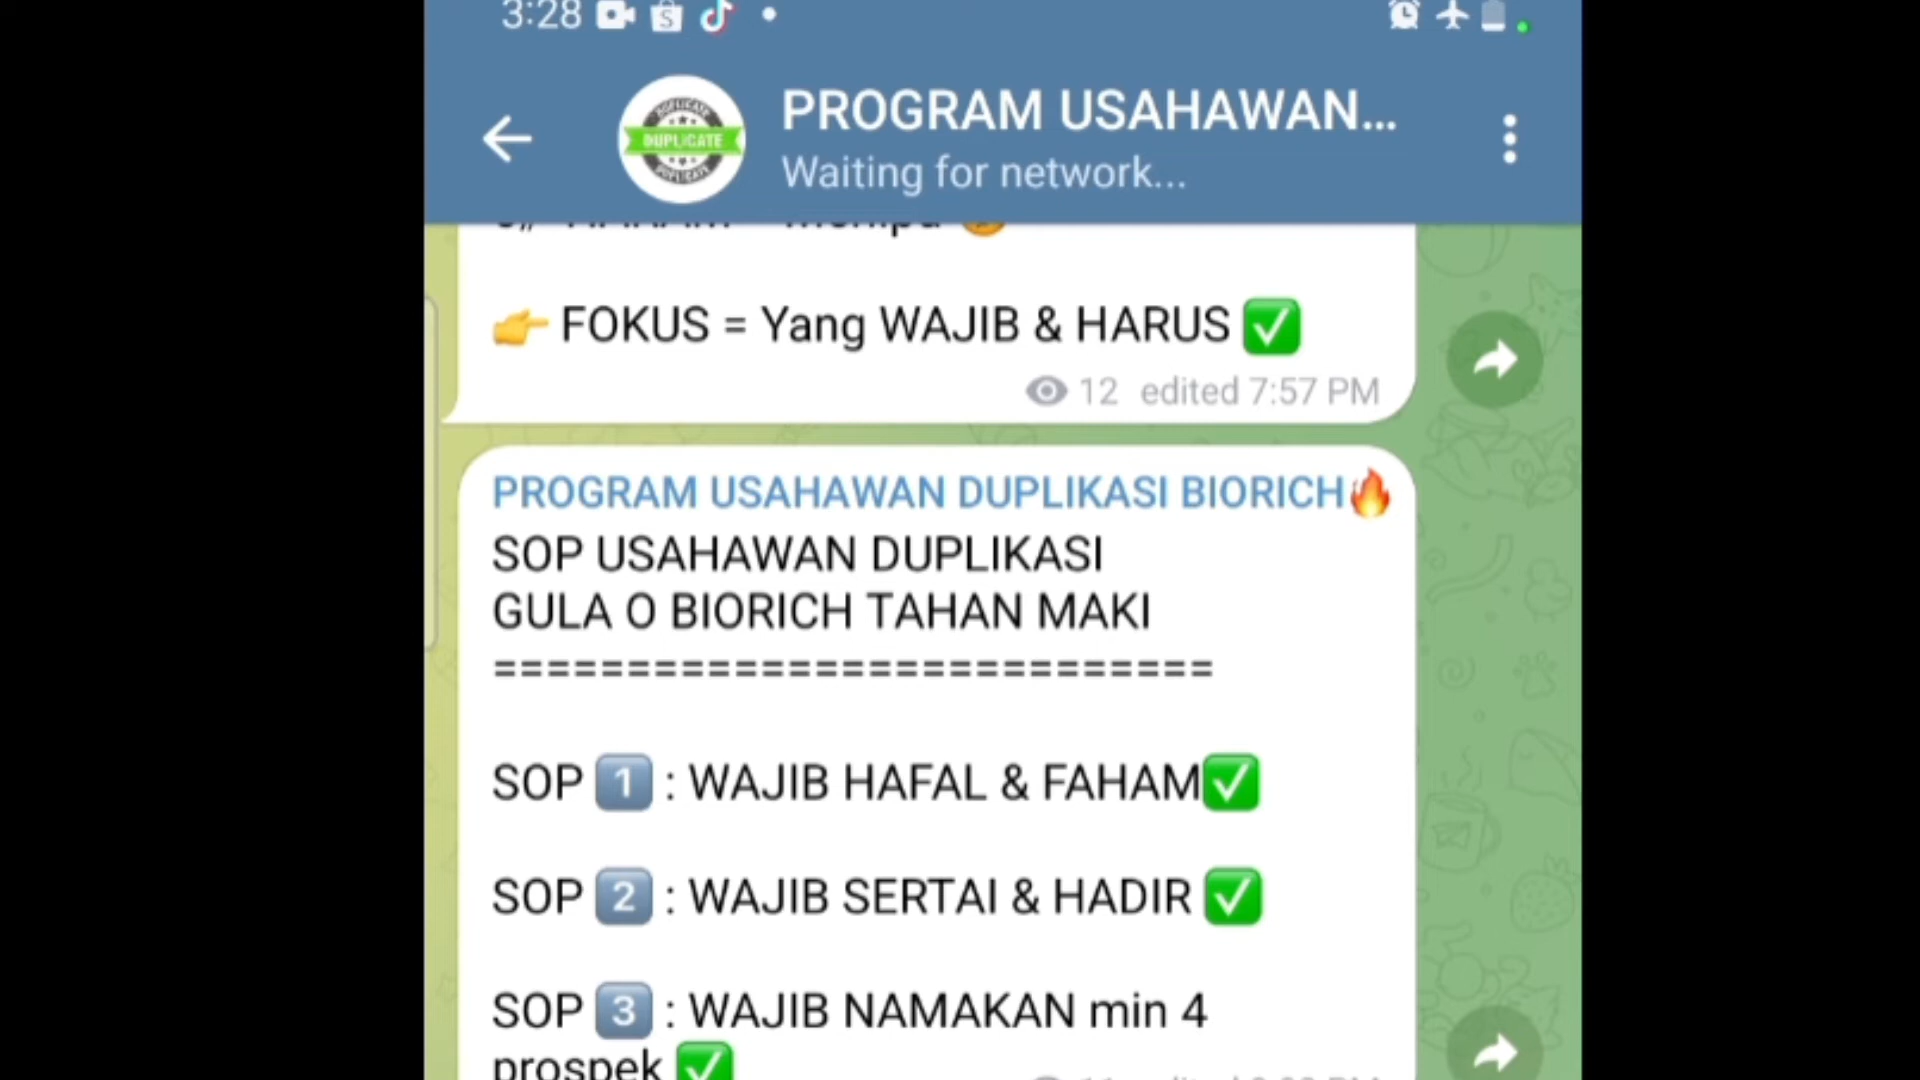 3:28
PROGRAM USAHAWAN...
Waiting for network...
DUPLICATE
👉 FOKUS = Yang WAJIB & HARUS ✅
12 edited 7:57 PM
PROGRAM USAHAWAN DUPLIKASI BIORICH🔥
SOP USAHAWAN DUPLIKASI
GULA O BIORICH TAHAN MAKI
===========================
SOP 1️⃣ : WAJIB HAFAL & FAHAM✅
SOP 2️⃣ : WAJIB SERTAI & HADIR ✅
SOP 3️⃣ : WAJIB NAMAKAN min 4
prospek ✅